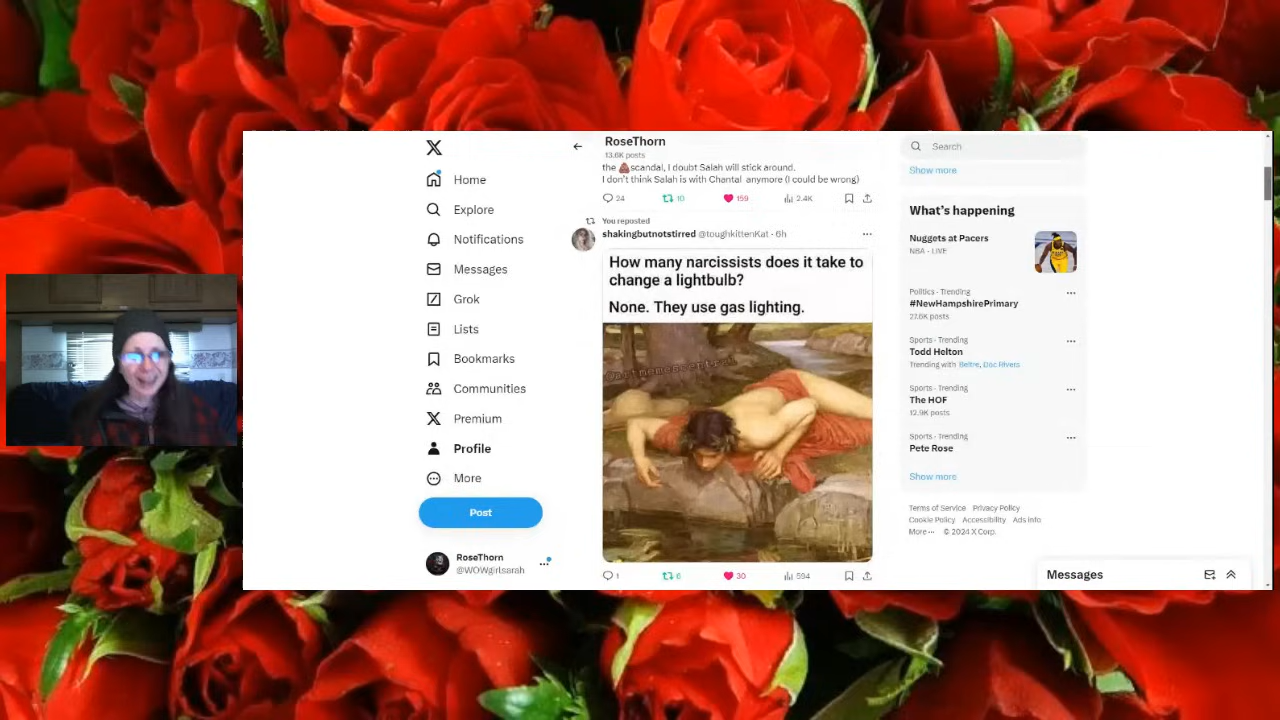 Home
Explore
Notifications
Messages
Grok
Lists
Bookmarks
Communities
Premium
Profile
More
Post
RoseThorn
@WOWgirlsarah
RoseThorn
13.6K posts
the 💩scandal, I doubt Salah will stick around.
I don't think Salah is with Chantal anymore (I could be wrong)
24 10 159 2.4K
You reposted
shakingbutnotstirred @toughkittenKat · 6h
How many narcissists does it take to
change a lightbulb?
None. They use gas lighting.
1 6 30 594
Search
Show more
What's happening
Nuggets at Pacers
NBA · LIVE
Politics · Trending
#NewHampshirePrimary
27.6K posts
Sports · Trending
Todd Helton
Trending with Beltre, Doc Rivers
Sports · Trending
The HOF
12.9K posts
Sports · Trending
Pete Rose
Show more
Terms of Service Privacy Policy
Cookie Policy Accessibility Ads info
More ··· © 2024 X Corp.
Messages